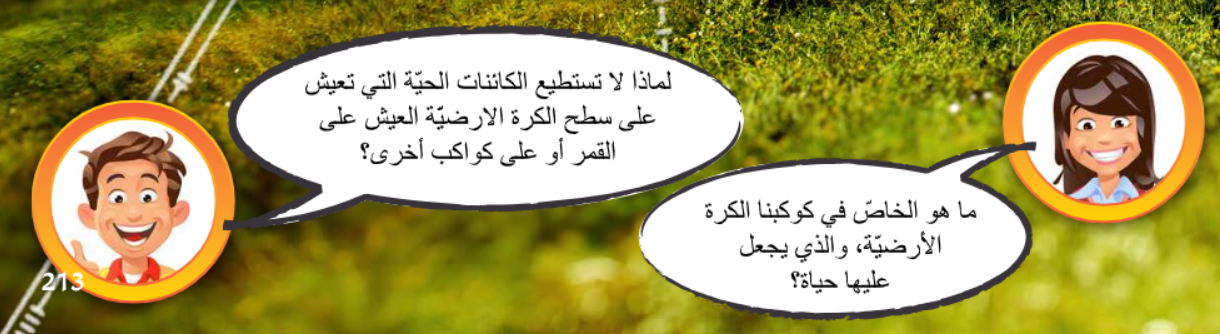 لماذا لا تستطيع الكائنات الحيّة التي تعيش
على سطح الكرة الارضيّة العيش على
القمر أو على كواكب أخرى؟
ما هو الخاصّ في كوكبنا الكرة
الأرضيّة، والذي يجعل
عليها حياة؟
213